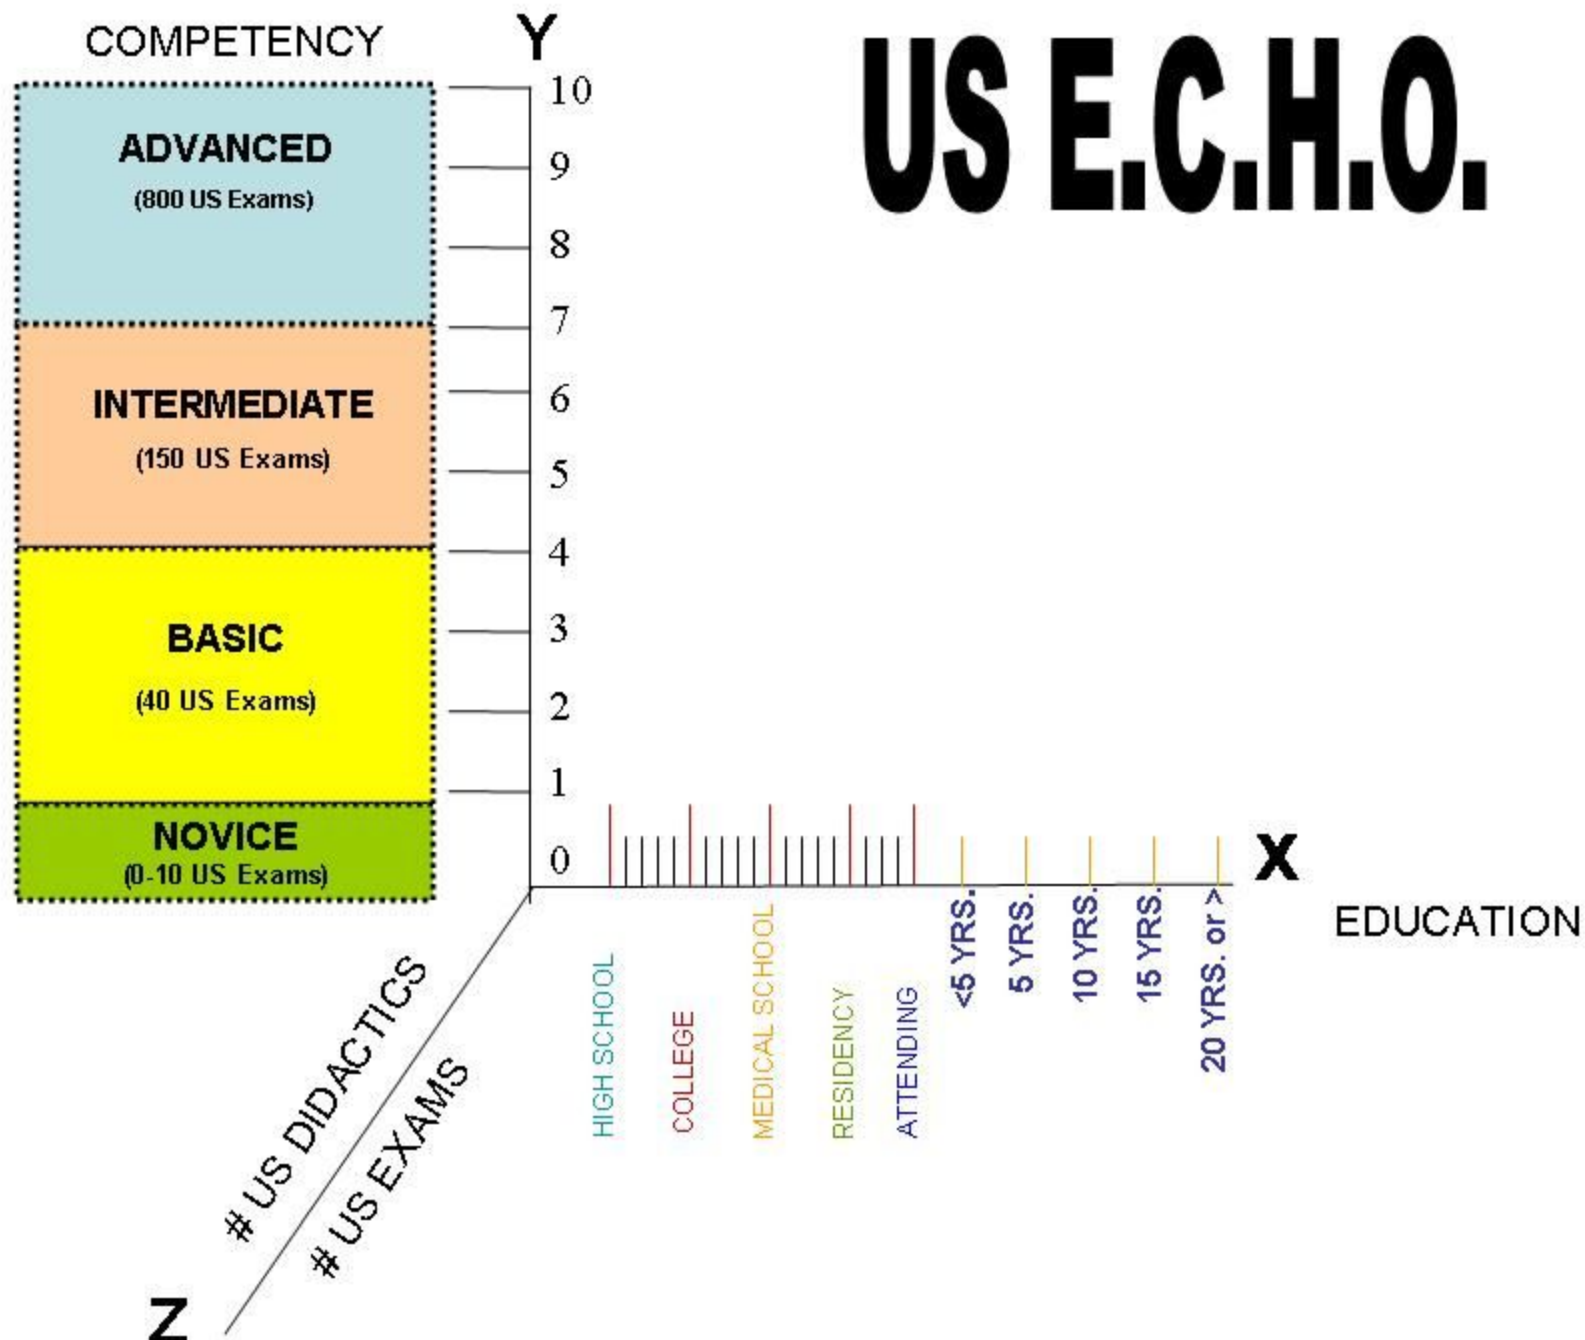 COMPETENCY
Y
US E.C.H.O.
ADVANCED
(800 US Exams)
INTERMEDIATE
(150 US Exams)
BASIC
(40 US Exams)
NOVICE
(0-10 US Exams)
10
9
8
7
6
5
4
3
2
1
0
X
EDUCATION
HIGH SCHOOL
COLLEGE
MEDICAL SCHOOL
RESIDENCY
ATTENDING
<5 YRS.
5 YRS.
10 YRS.
15 YRS.
20 YRS. or >
# US DIDACTICS
# US EXAMS
Z